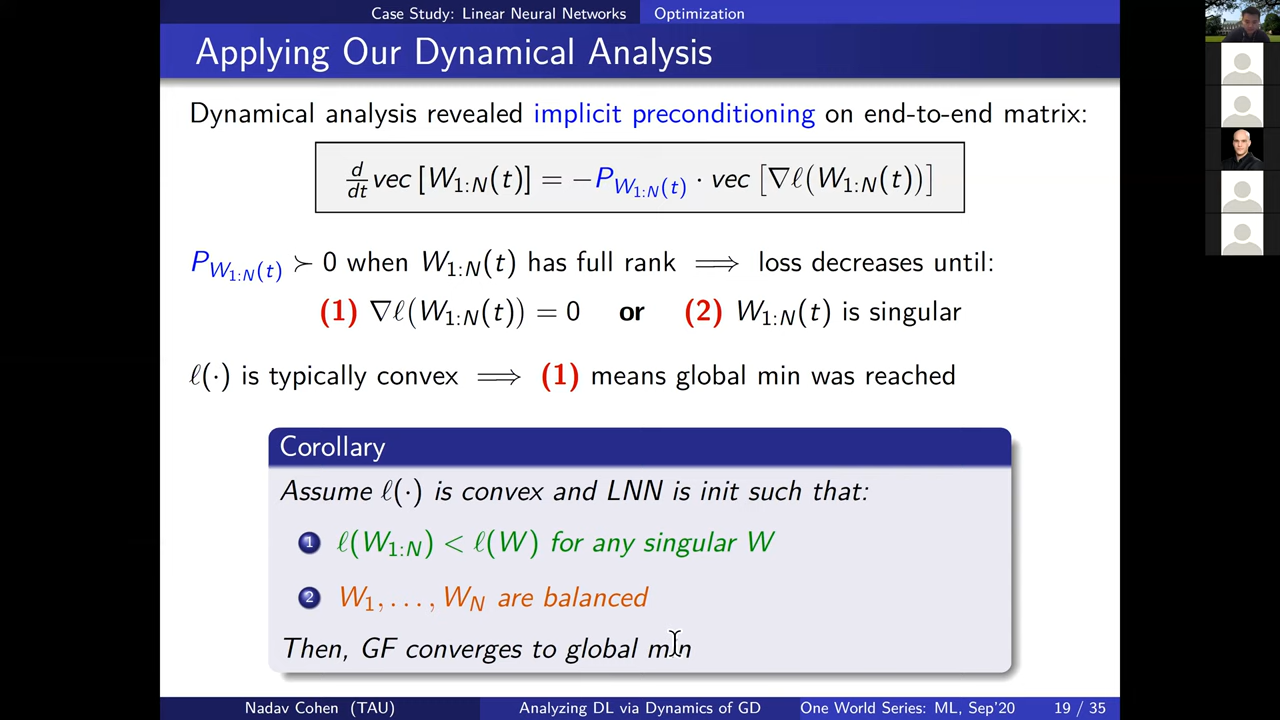 Case Study: Linear Neural Networks Optimization
Applying Our Dynamical Analysis
Dynamical analysis revealed implicit preconditioning on end-to-end matrix:
d/dt vec [W₁:N(t)] = −P_W₁:N(t) · vec [∇ℓ(W₁:N(t))]
P_W₁:N(t) ≻ 0 when W₁:N(t) has full rank ⟹ loss decreases until:
(1) ∇ℓ(W₁:N(t)) = 0 or (2) W₁:N(t) is singular
ℓ(·) is typically convex ⟹ (1) means global min was reached
Corollary
Assume ℓ(·) is convex and LNN is init such that:
1 ℓ(W₁:N) < ℓ(W) for any singular W
2 W₁, . . . , W_N are balanced
Then, GF converges to global min
Nadav Cohen (TAU) Analyzing DL via Dynamics of GD One World Series: ML, Sep'20 19 / 35